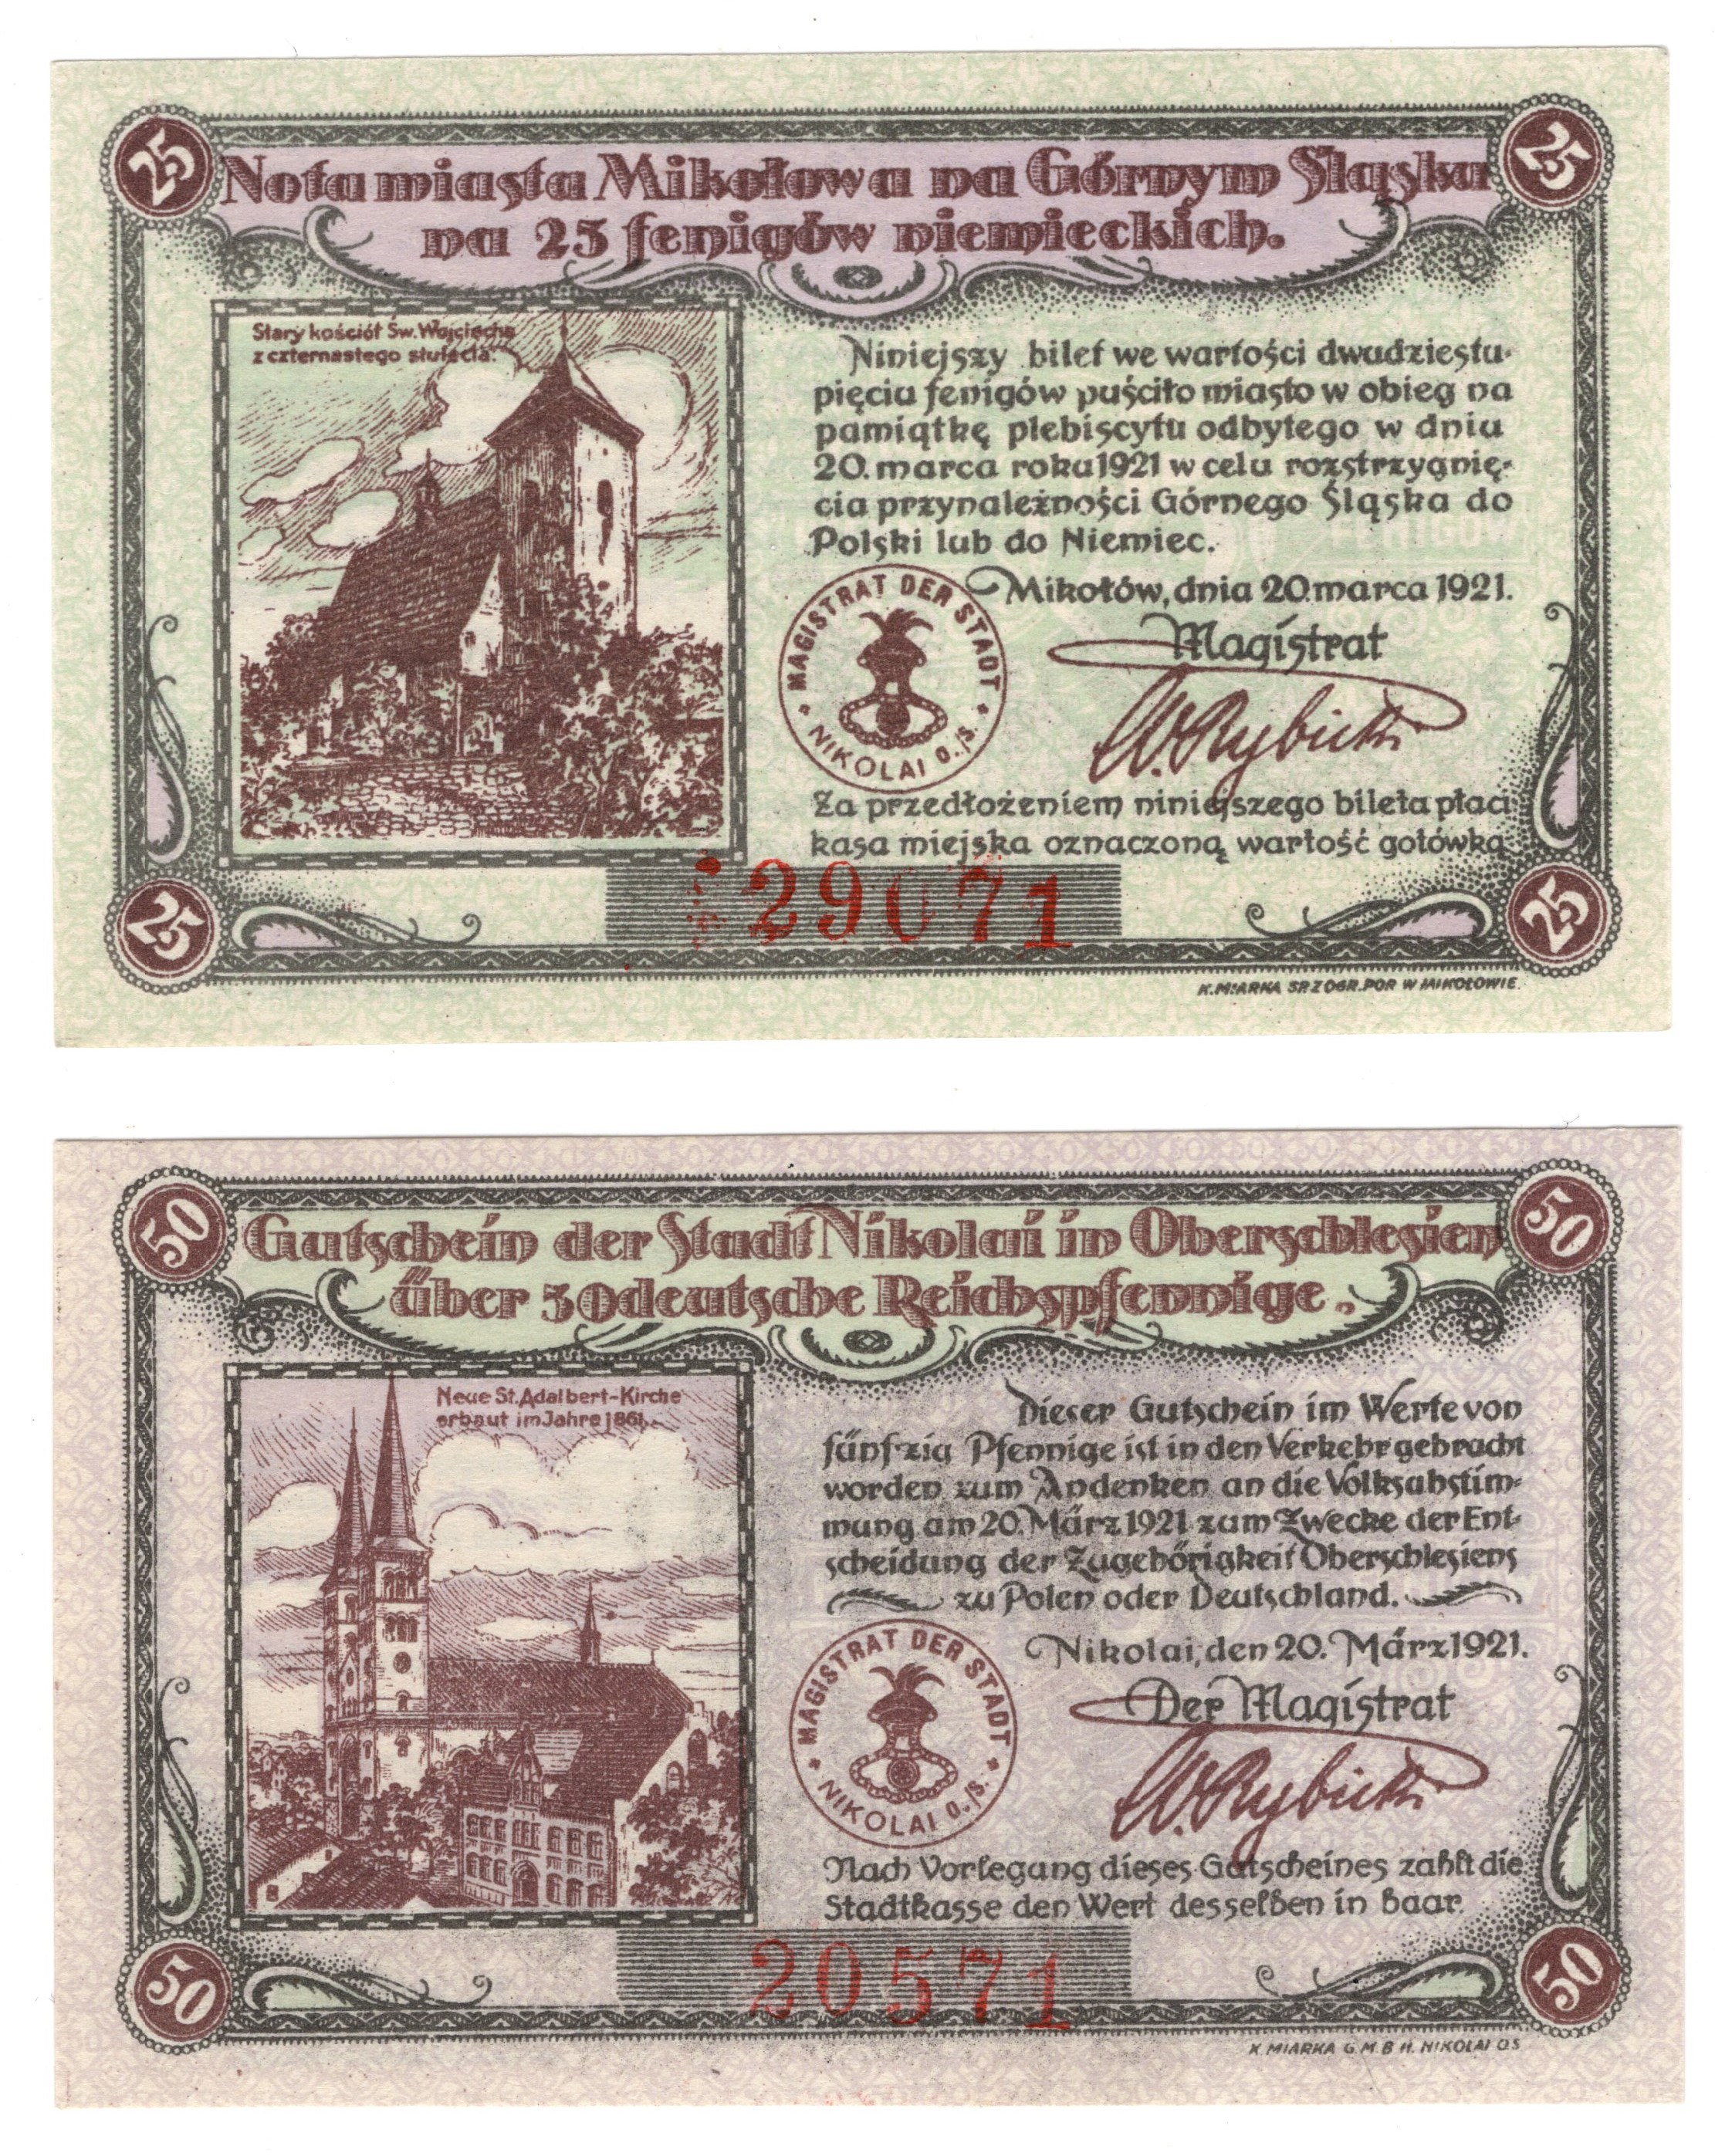 25
25
Nota miasta Mikołowa na Górnym Śląsku
na 25 fenigów niemieckich.
Stary kościół Św. Wojciecha
z czternastego stulecia.
Niniejszy bilet we wartości dwudziestu-
pięciu fenigów puściło miasto w obieg na
pamiątkę plebiscytu odbytego w dniu
20. marca roku 1921 w celu rozstrzygnię-
cia przynależności Górnego Śląska do
Polski lub do Niemiec.
Mikołów, dnia 20. marca 1921.
MAGISTRAT DER STADT
NIKOLAI O./S.
Magistrat
W. Rybicki
Za przedłożeniem niniejszego bileta płaci
kasa miejska oznaczoną wartość gotówką
29071
25
25
K. MIARKA SP. Z OGR. POR W MIKOŁOWIE.
50
50
Gutschein der Stadt Nikolai in Oberschlesien
über 50 deutsche Reichspfennige.
Neue St. Adalbert-Kirche
erbaut im Jahre 1861.
Dieser Gutschein im Werte von
fünfzig Pfennige ist in den Verkehr gebracht
worden zum Andenken an die Volksabstim-
mung am 20. März 1921 zum Zwecke der Ent-
scheidung der Zugehörigkeit Oberschlesiens
zu Polen oder Deutschland.
Nikolai, den 20. März 1921.
MAGISTRAT DER STADT
NIKOLAI O./S.
Der Magistrat
W. Rybicki
Nach Vorlegung dieses Gutscheines zahlt die
Stadtkasse den Wert desselben in baar.
20571
50
50
K. MIARKA G.M.B.H. NIKOLAI O.S